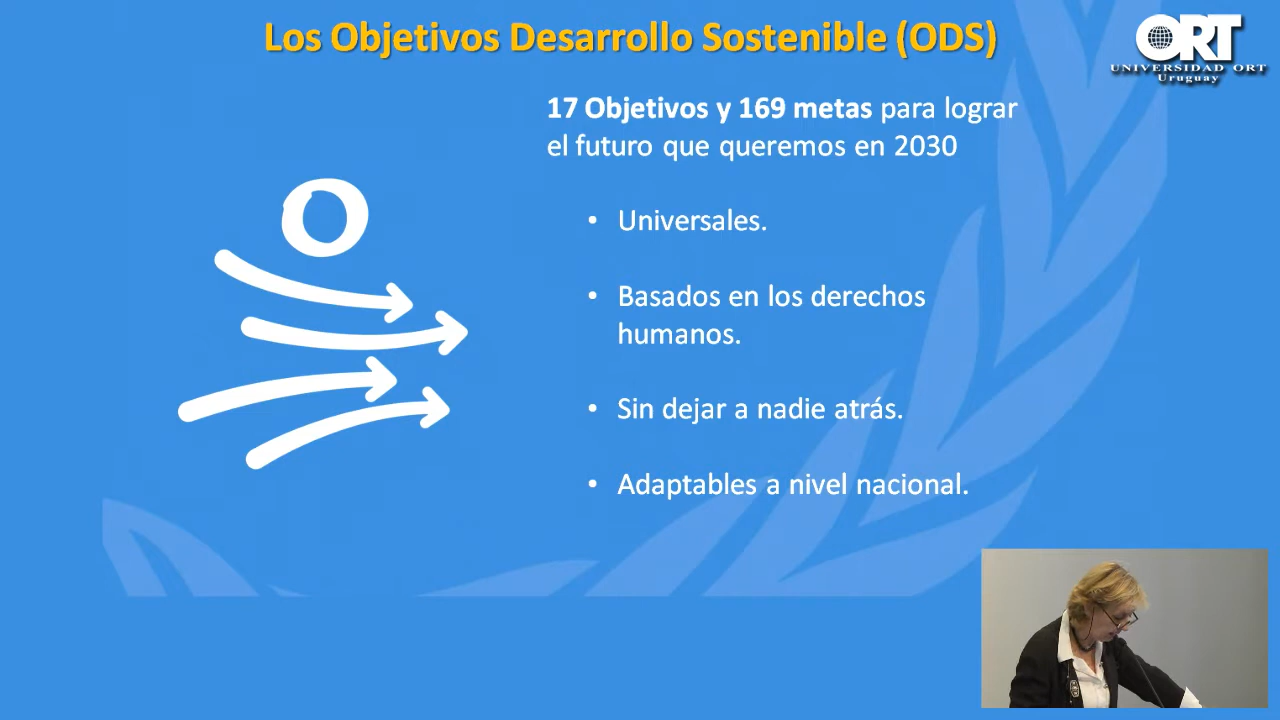 Los Objetivos Desarrollo Sostenible (ODS)
ORT
UNIVERSIDAD ORT
Uruguay
17 Objetivos y 169 metas para lograr
el futuro que queremos en 2030
• Universales.
• Basados en los derechos
humanos.
• Sin dejar a nadie atrás.
• Adaptables a nivel nacional.